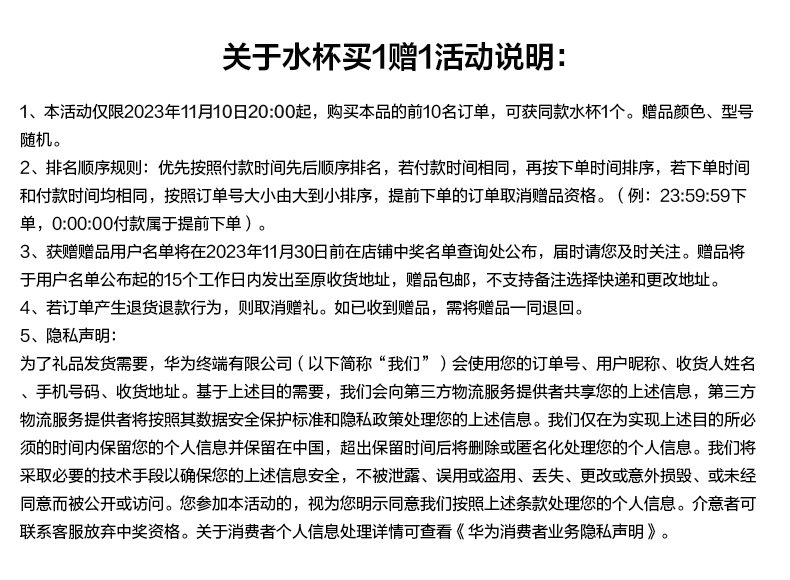 关于水杯买1赠1活动说明：
1、本活动仅限2023年11月10日20:00起，购买本品的前10名订单，可获同款水杯1个。赠品颜色、型号
随机。
2、排名顺序规则：优先按照付款时间先后顺序排名，若付款时间相同，再按下单时间排序，若下单时间
和付款时间均相同，按照订单号大小由大到小排序，提前下单的订单取消赠品资格。（例：23:59:59下
单，0:00:00付款属于提前下单）。
3、获赠赠品用户名单将在2023年11月30日前在店铺中奖名单查询处公布，届时请您及时关注。赠品将
于用户名单公布起的15个工作日内发出至原收货地址，赠品包邮，不支持备注选择快递和更改地址。
4、若订单产生退货退款行为，则取消赠礼。如已收到赠品，需将赠品一同退回。
5、隐私声明：
为了礼品发货需要，华为终端有限公司（以下简称“我们”）会使用您的订单号、用户昵称、收货人姓名
、手机号码、收货地址。基于上述目的需要，我们会向第三方物流服务提供者共享您的上述信息，第三方
物流服务提供者将按照其数据安全保护标准和隐私政策处理您的上述信息。我们仅在为实现上述目的所必
须的时间内保留您的个人信息并保留在中国，超出保留时间后将删除或匿名化处理您的个人信息。我们将
采取必要的技术手段以确保您的上述信息安全，不被泄露、误用或盗用、丢失、更改或意外损毁、或未经
同意而被公开或访问。您参加本活动的，视为您明示同意我们按照上述条款处理您的个人信息。介意者可
联系客服放弃中奖资格。关于消费者个人信息处理详情可查看《华为消费者业务隐私声明》。